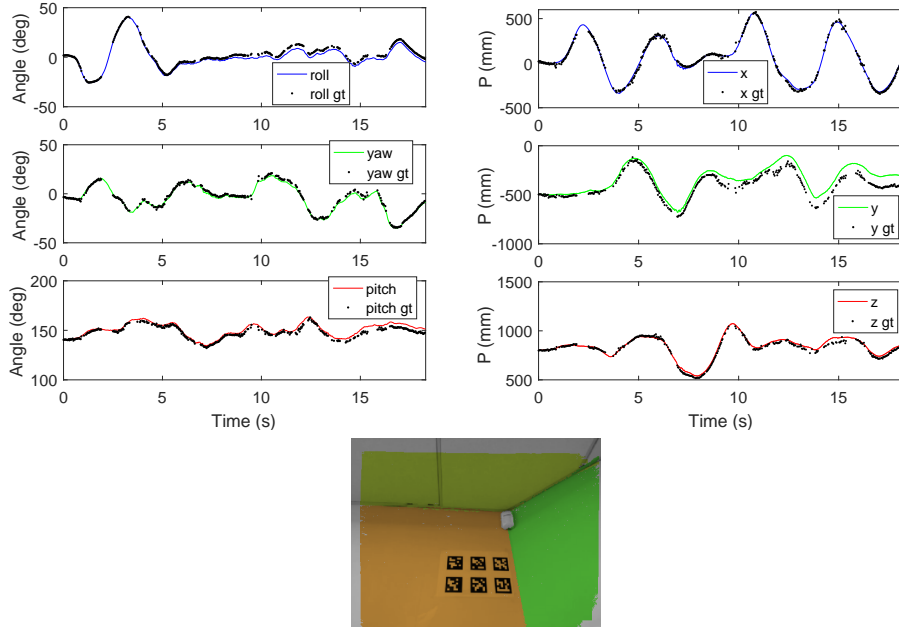 50
0
-50
Angle (deg)
roll
roll gt
0
5
10
15
50
0
-50
Angle (deg)
yaw
yaw gt
0
5
10
15
200
150
100
Angle (deg)
pitch
pitch gt
0
5
10
15
Time (s)
500
0
-500
P (mm)
x
x gt
0
5
10
15
0
-500
-1000
P (mm)
y
y gt
0
5
10
15
1500
1000
500
P (mm)
z
z gt
0
5
10
15
Time (s)